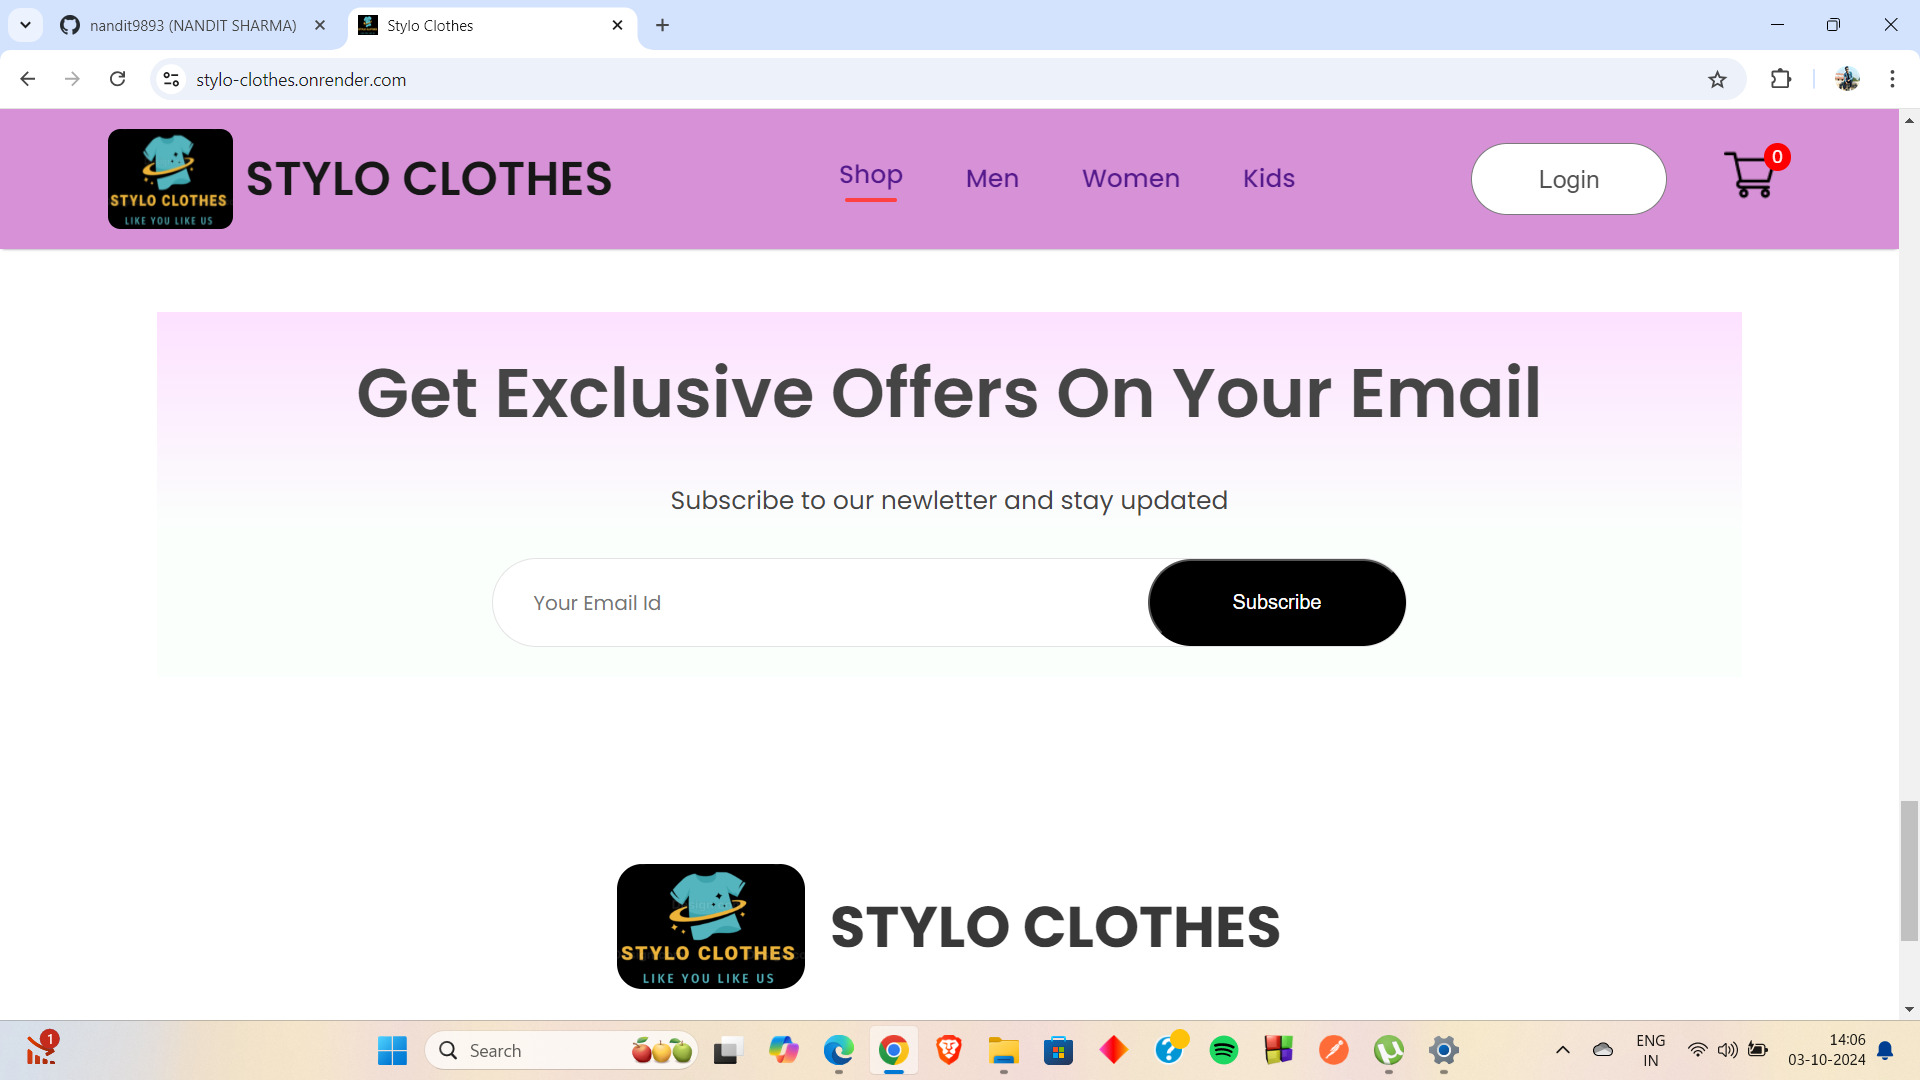 nandit9893 (NANDIT SHARMA)
Stylo Clothes
stylo-clothes.onrender.com
STYLO CLOTHES
LIKE YOU LIKE US
STYLO CLOTHES
Shop
Men
Women
Kids
Login
0
Get Exclusive Offers On Your Email
Subscribe to our newletter and stay updated
Your Email Id
Subscribe
STYLO CLOTHES
LIKE YOU LIKE US
STYLO CLOTHES
1
Search
ENG
IN
14:06
03-10-2024